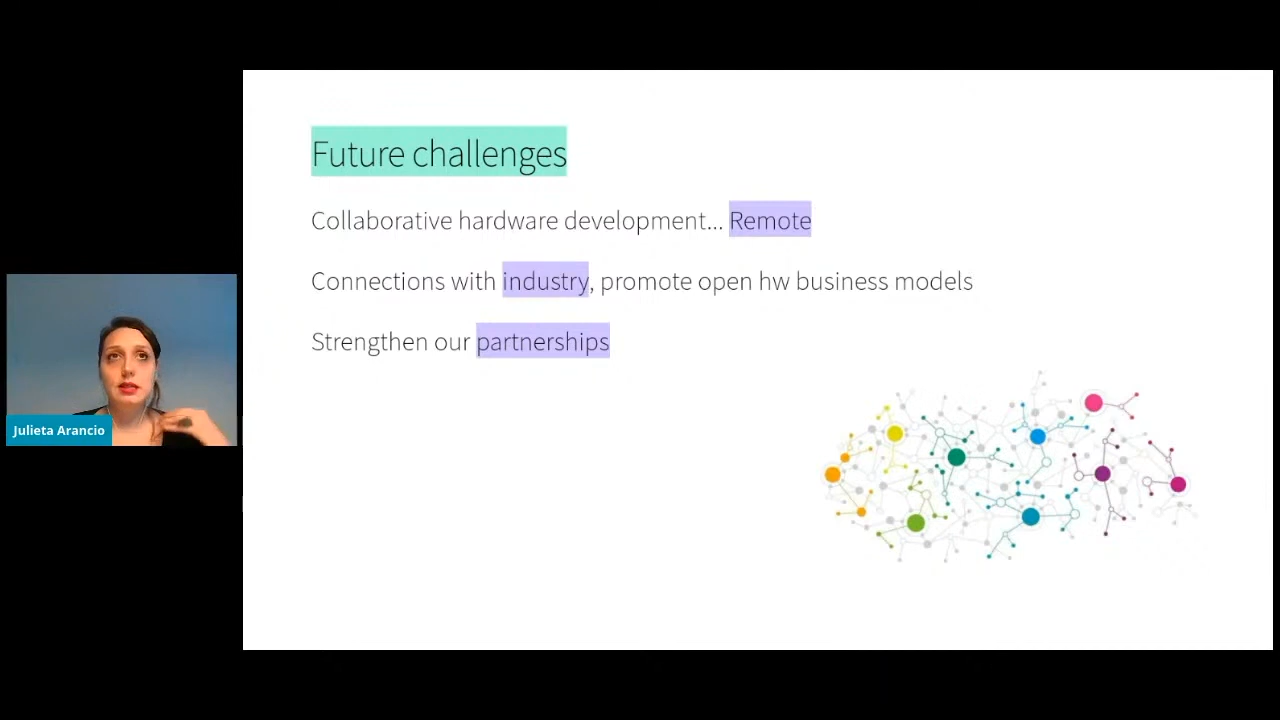 Future challenges
Collaborative hardware development... Remote
Connections with industry, promote open hw business models
Strengthen our partnerships
Julieta Arancio